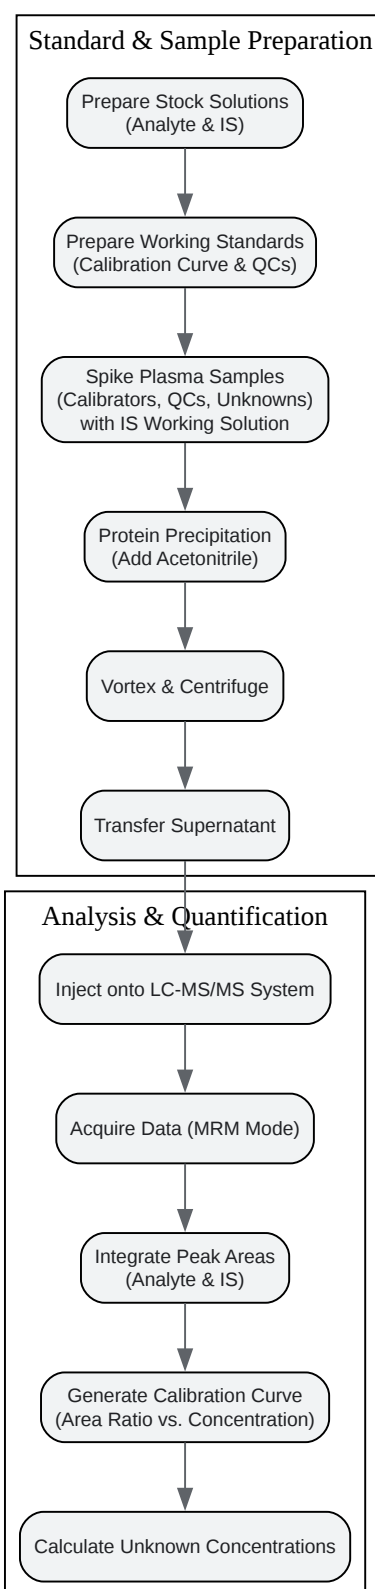 Standard & Sample Preparation
Prepare Stock Solutions
(Analyte & IS)
Prepare Working Standards
(Calibration Curve & QCs)
Spike Plasma Samples
(Calibrators, QCs, Unknowns)
with IS Working Solution
Protein Precipitation
(Add Acetonitrile)
Vortex & Centrifuge
Transfer Supernatant
Analysis & Quantification
Inject onto LC-MS/MS System
Acquire Data (MRM Mode)
Integrate Peak Areas
(Analyte & IS)
Generate Calibration Curve
(Area Ratio vs. Concentration)
Calculate Unknown Concentrations